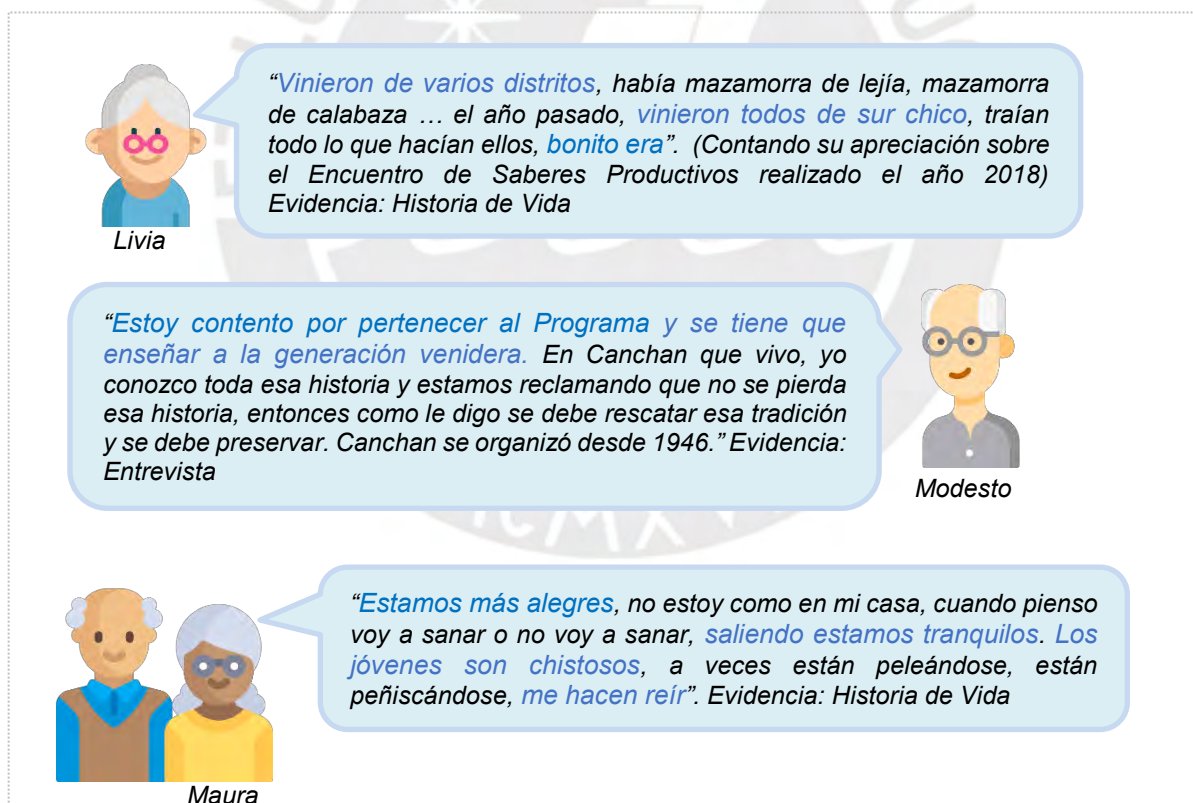 “Vinieron de varios distritos, había mazamorra de lejía, mazamorra
de calabaza … el año pasado, vinieron todos de sur chico, traían
todo lo que hacían ellos, bonito era”. (Contando su apreciación sobre
el Encuentro de Saberes Productivos realizado el año 2018)
Evidencia: Historia de Vida
Livia
“Estoy contento por pertenecer al Programa y se tiene que
enseñar a la generación venidera. En Canchan que vivo, yo
conozco toda esa historia y estamos reclamando que no se pierda
esa historia, entonces como le digo se debe rescatar esa tradición
y se debe preservar. Canchan se organizó desde 1946.” Evidencia:
Entrevista
Modesto
“Estamos más alegres, no estoy como en mi casa, cuando pienso
voy a sanar o no voy a sanar, saliendo estamos tranquilos. Los
jóvenes son chistosos, a veces están peleándose, están
peñiscándose, me hacen reír”. Evidencia: Historia de Vida
Maura